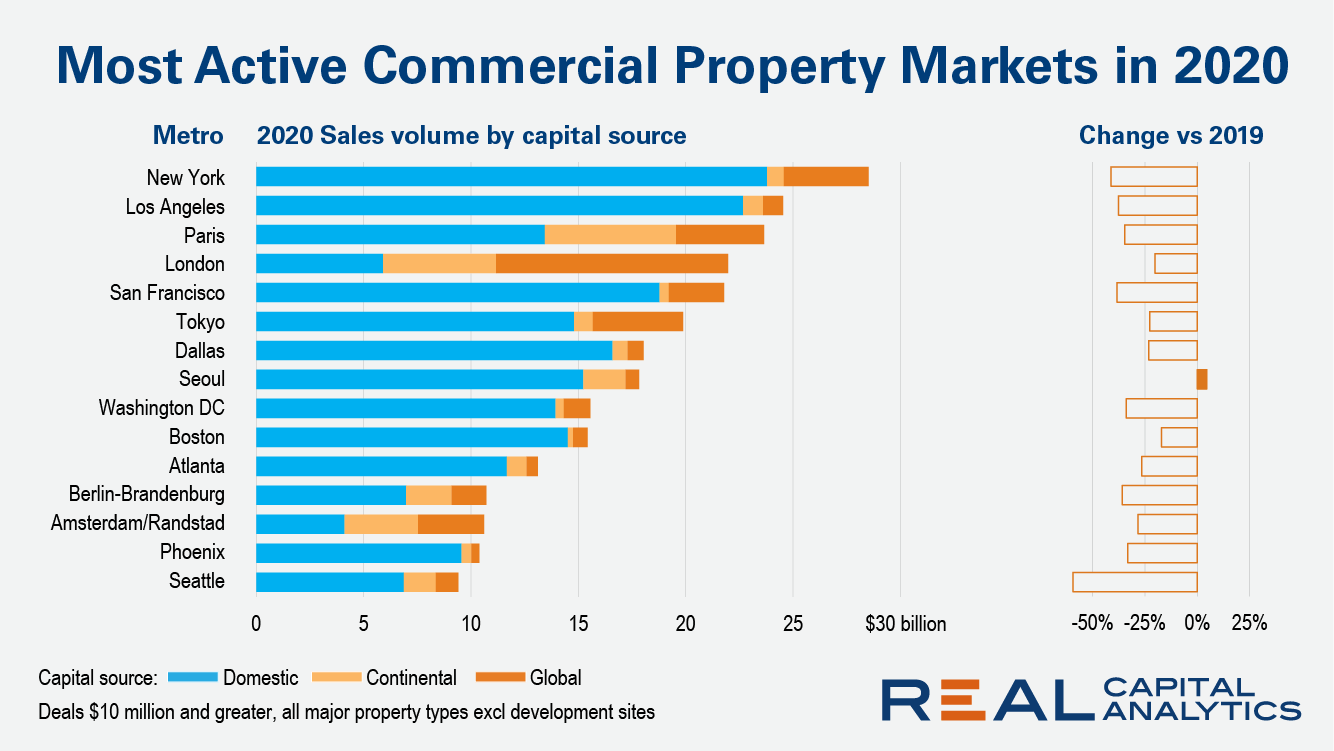 Most Active Commercial Property Markets in 2020
Metro 2020 Sales volume by capital source Change vs 2019
New York
Los Angeles
Paris
London
San Francisco
Tokyo
Dallas
Seoul
Washington DC
Boston
Atlanta
Berlin-Brandenburg
Amsterdam/Randstad
Phoenix
Seattle
0 5 10 15 20 25 $30 billion -50% -25% 0% 25%
Capital source: Domestic Continental Global
Deals $10 million and greater, all major property types excl development sites
REAL CAPITAL ANALYTICS